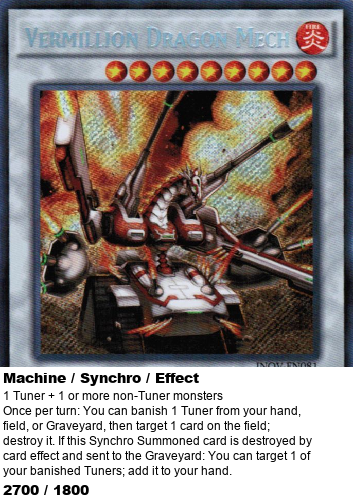 VERMILLION DRAGON MECH
FIRE
炎
INOV-EN081
Machine / Synchro / Effect
1 Tuner + 1 or more non-Tuner monsters
Once per turn: You can banish 1 Tuner from your hand,
field, or Graveyard, then target 1 card on the field;
destroy it. If this Synchro Summoned card is destroyed by
card effect and sent to the Graveyard: You can target 1 of
your banished Tuners; add it to your hand.
2700 / 1800